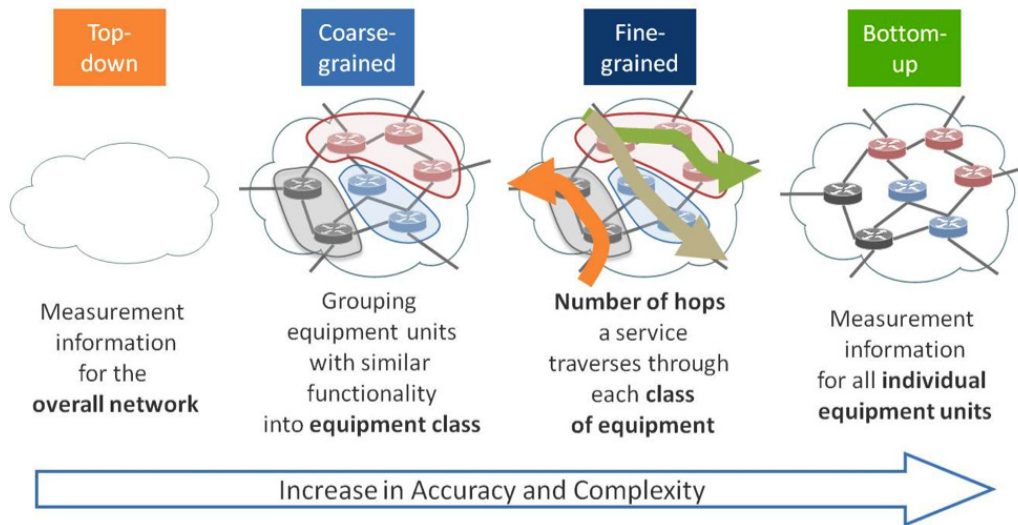 Top-
down
Coarse-
grained
Fine-
grained
Bottom-
up
Measurement
information
for the
overall network
Grouping
equipment units
with similar
functionality
into equipment class
Number of hops
a service
traverses through
each class
of equipment
Measurement
information
for all individual
equipment units
Increase in Accuracy and Complexity